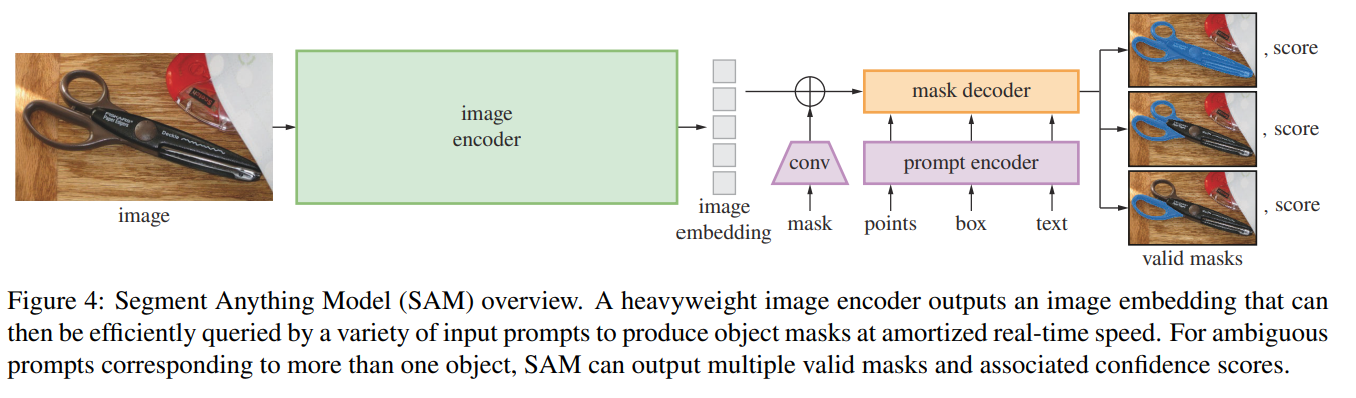 image
encoder
image
image
embedding
conv
mask
mask decoder
prompt encoder
points
box
text
, score
, score
, score
valid masks
Figure 4: Segment Anything Model (SAM) overview. A heavyweight image encoder outputs an image embedding that can
then be efficiently queried by a variety of input prompts to produce object masks at amortized real-time speed. For ambiguous
prompts corresponding to more than one object, SAM can output multiple valid masks and associated confidence scores.